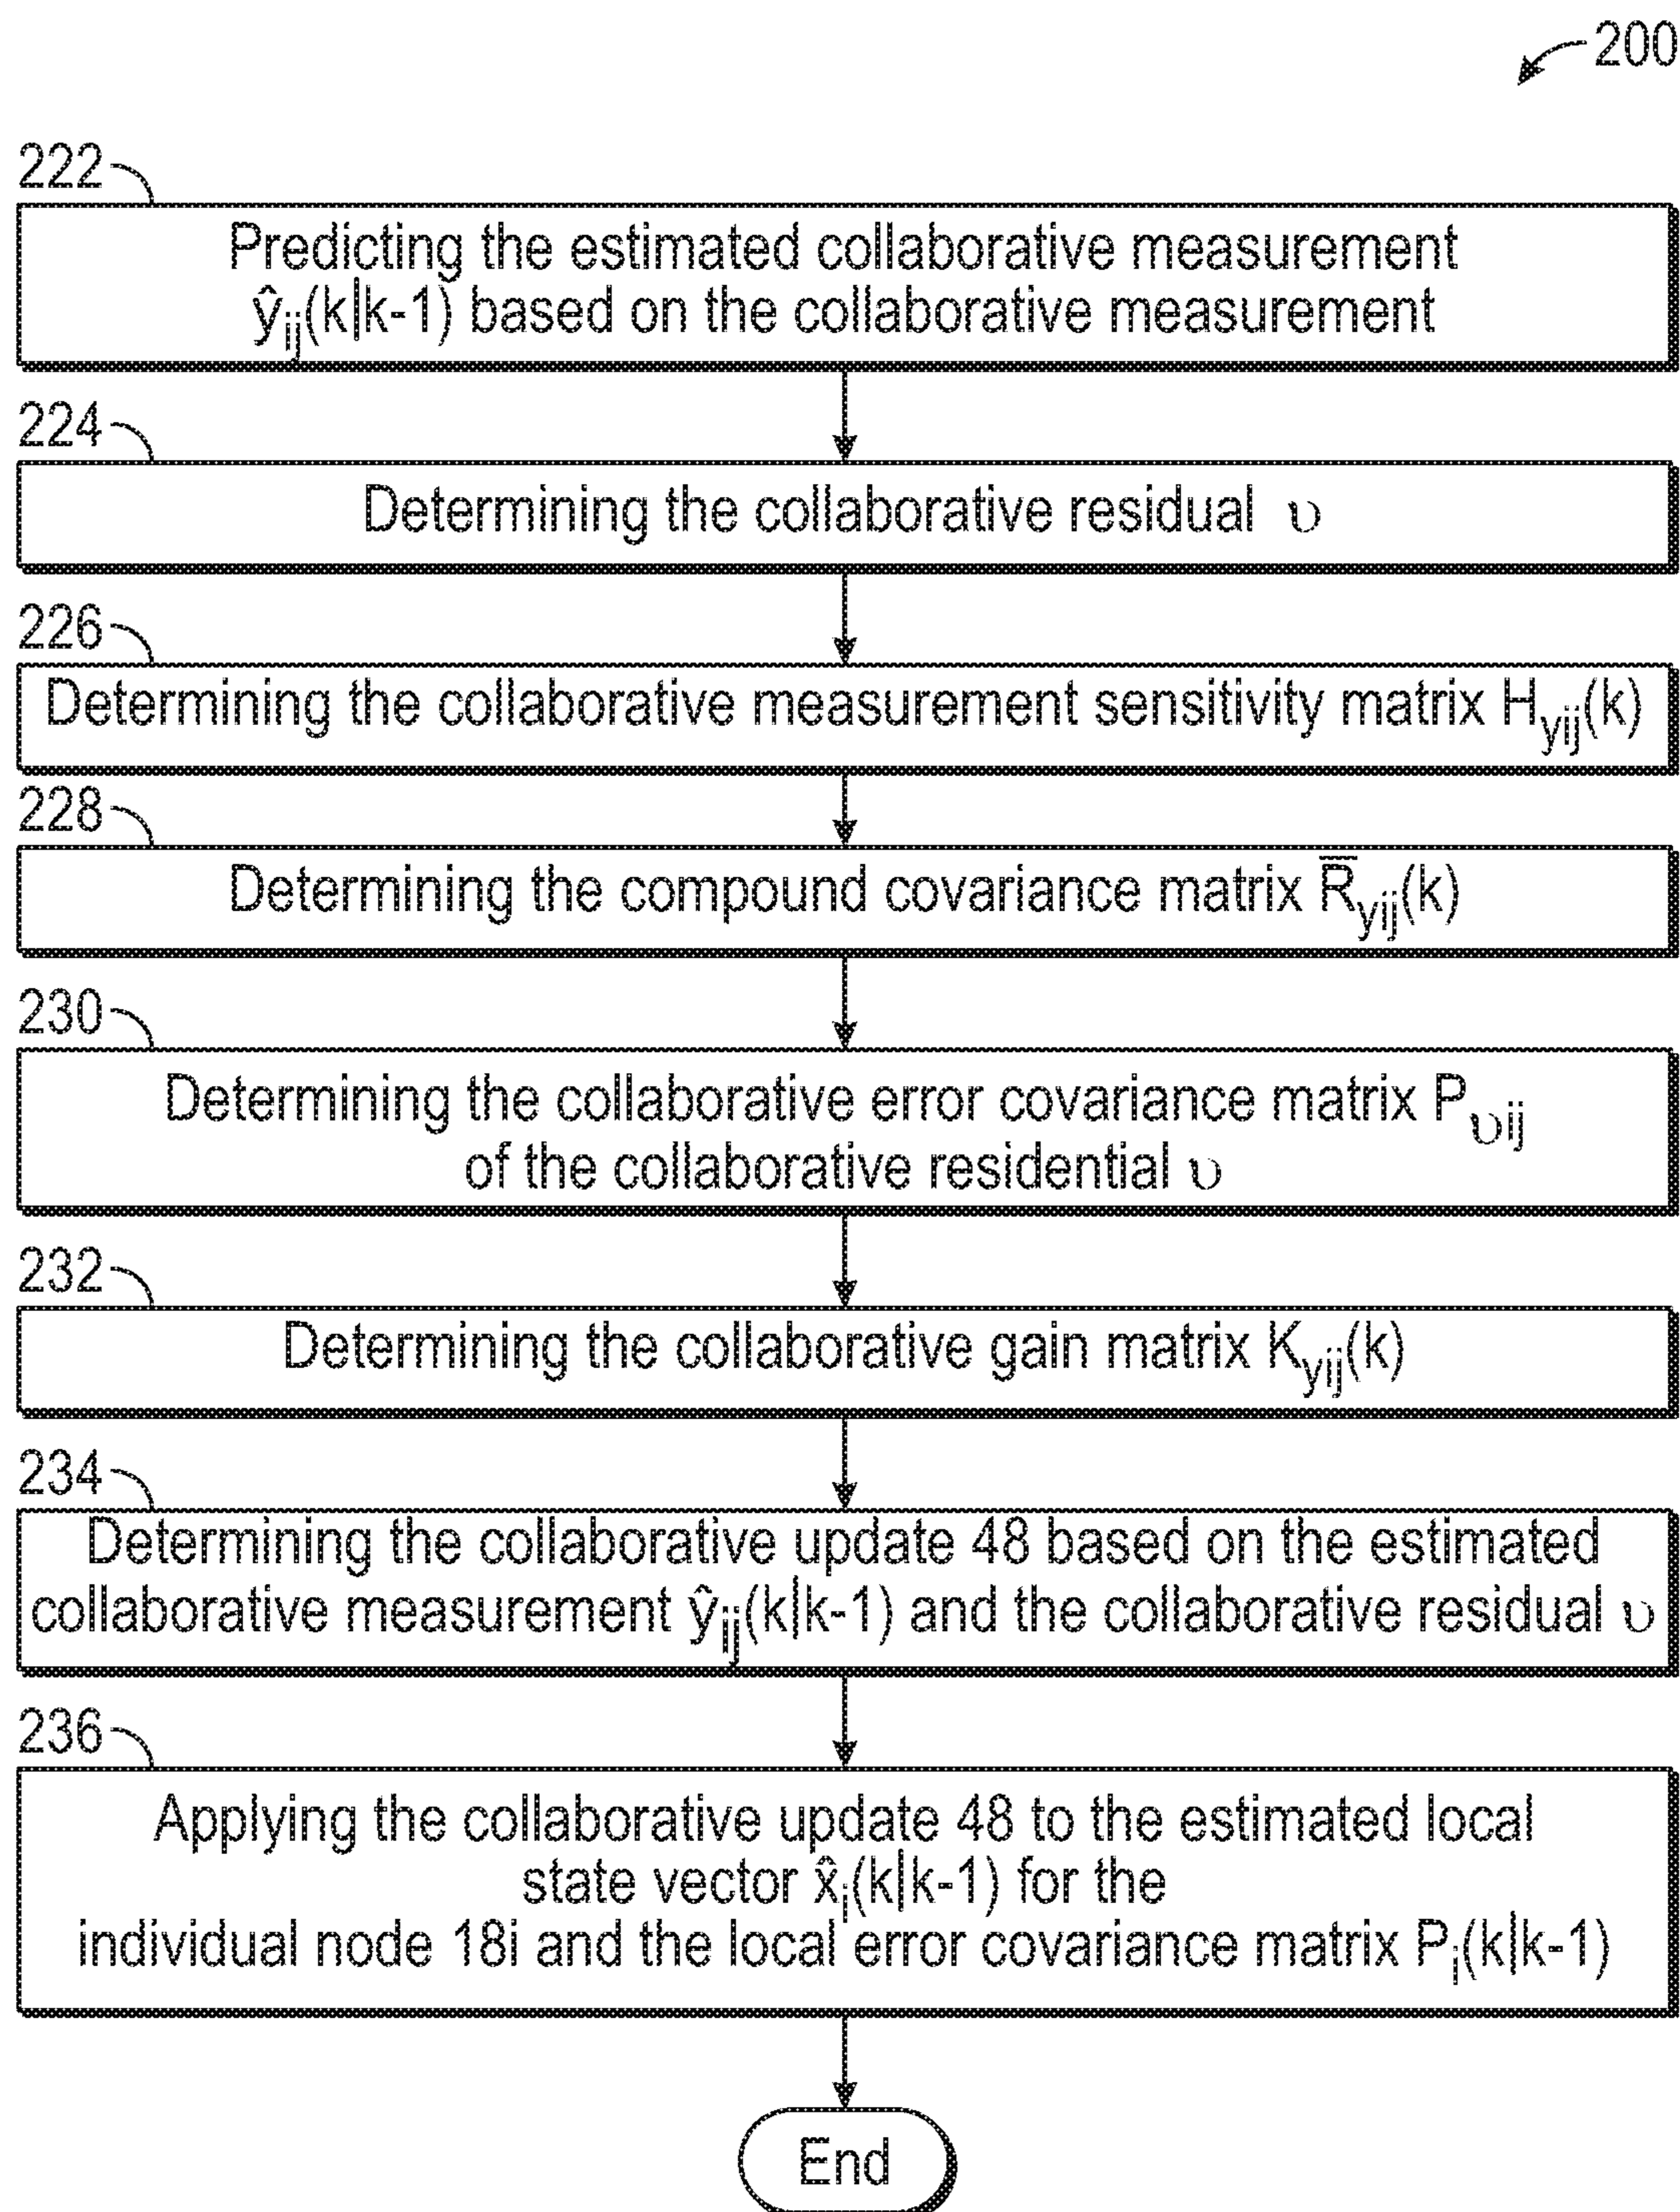 200
222
Predicting the estimated collaborative measurement
ŷij(k|k-1) based on the collaborative measurement
224
Determining the collaborative residual υ
226
Determining the collaborative measurement sensitivity matrix Hyij(k)
228
Determining the compound covariance matrix R̅yij(k)
230
Determining the collaborative error covariance matrix Pυij
of the collaborative residential υ
232
Determining the collaborative gain matrix Kyij(k)
234
Determining the collaborative update 48 based on the estimated
collaborative measurement ŷij(k|k-1) and the collaborative residual υ
236
Applying the collaborative update 48 to the estimated local
state vector x̂i(k|k-1) for the
individual node 18i and the local error covariance matrix Pi(k|k-1)
End